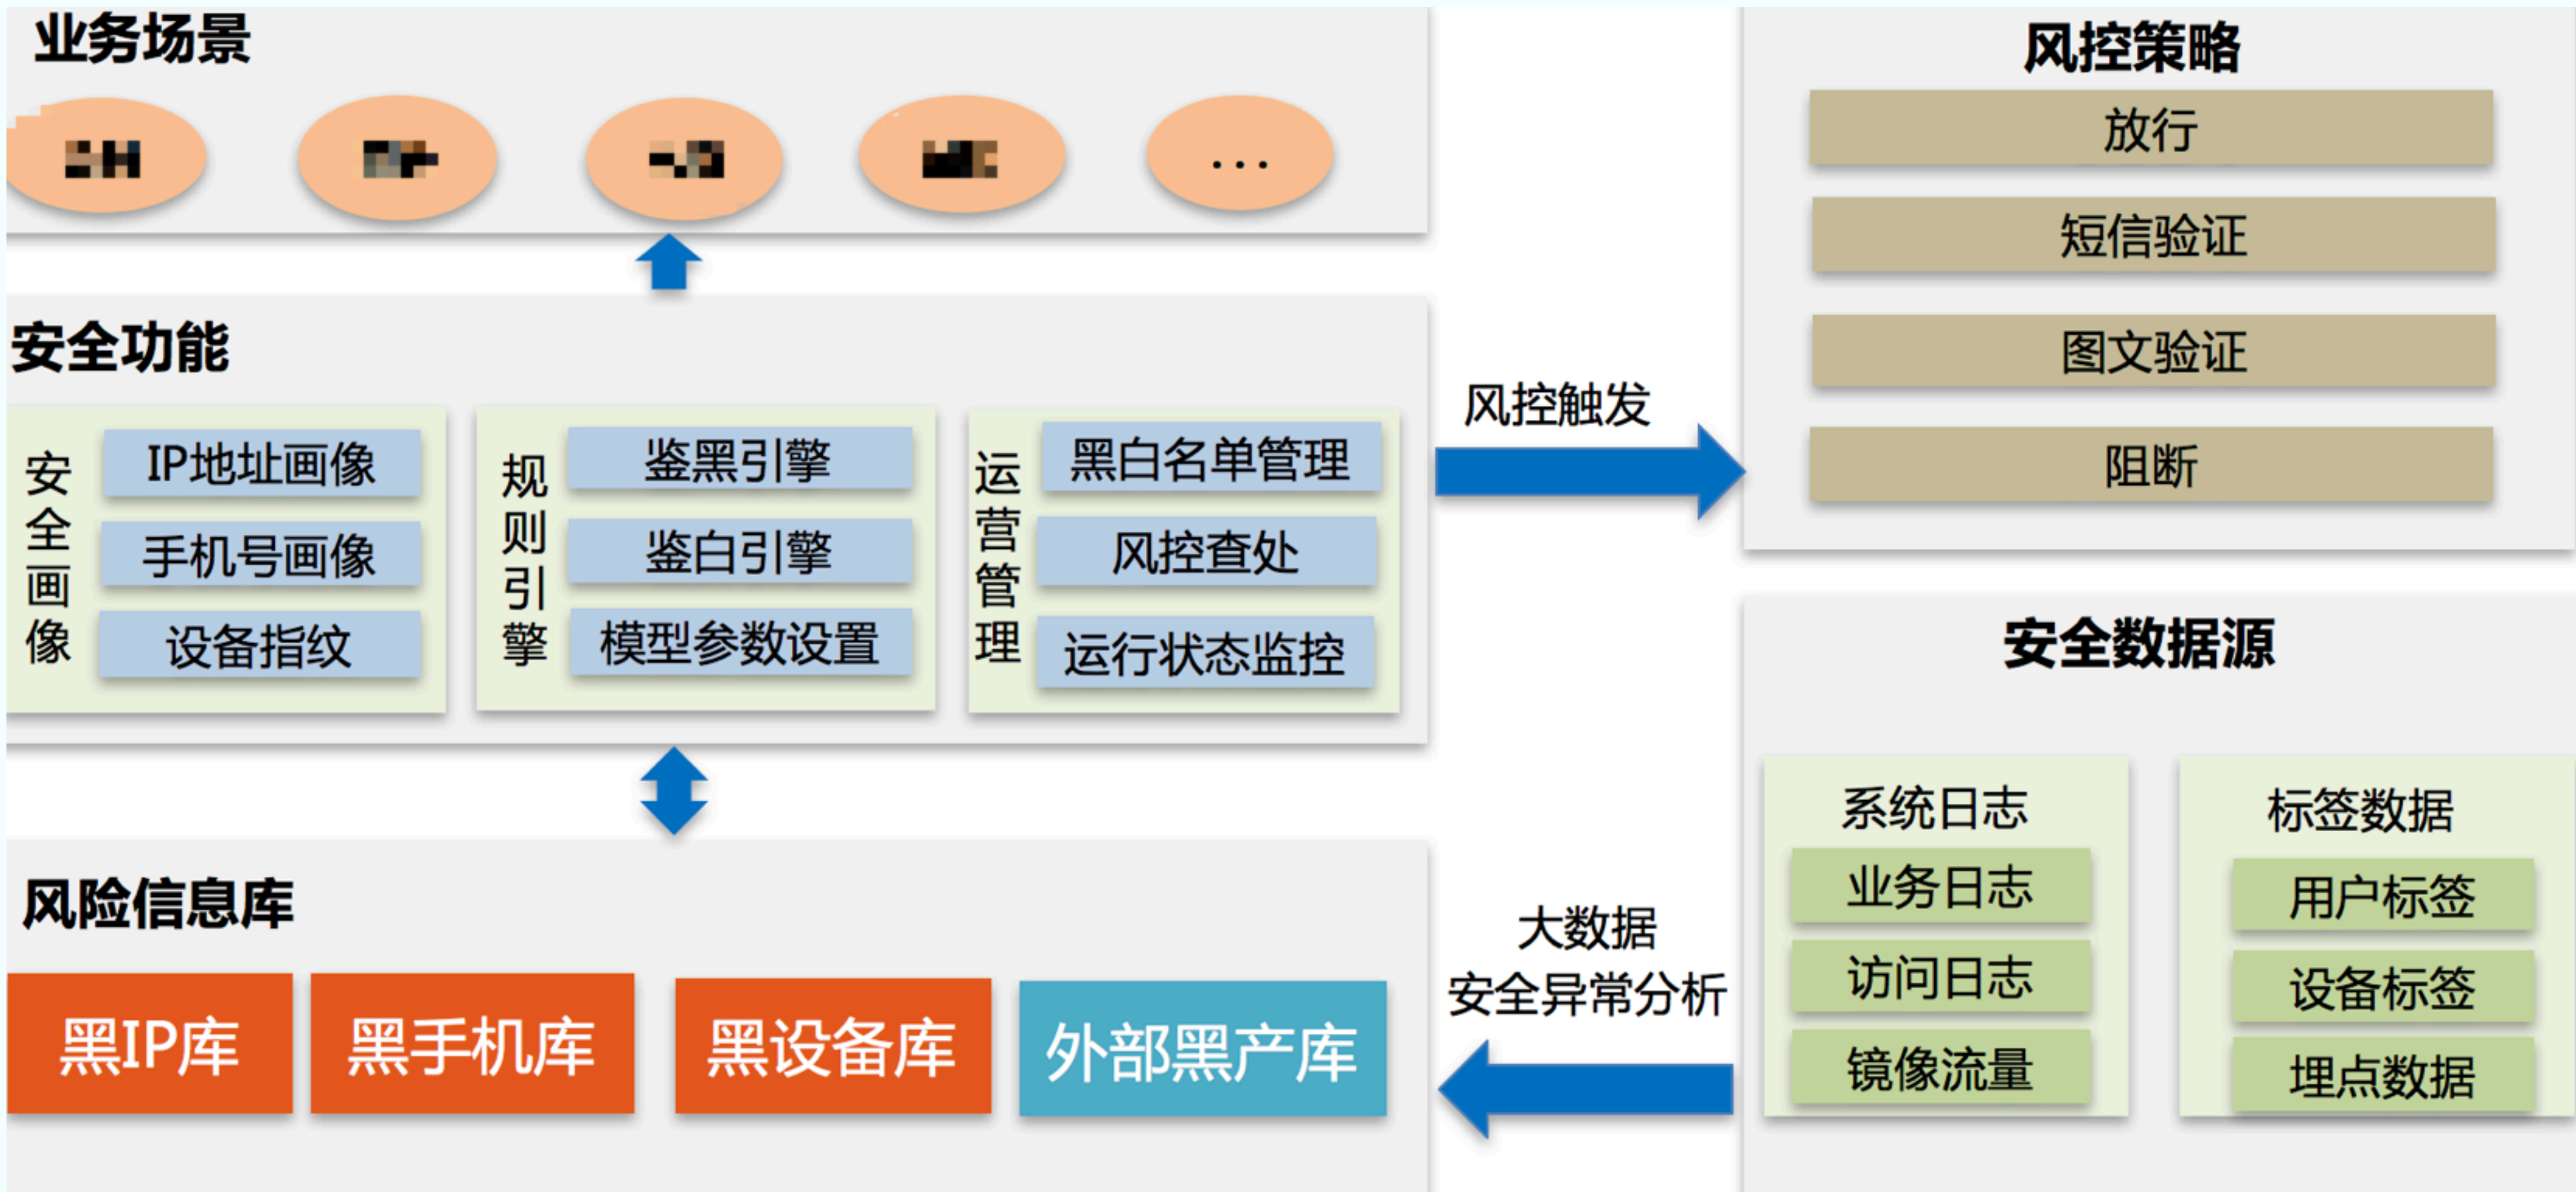 业务场景
...
安全功能
安全画像
IP地址画像
手机号画像
设备指纹
规则引擎
鉴黑引擎
鉴白引擎
模型参数设置
运营管理
黑白名单管理
风控查处
运行状态监控
风险信息库
黑IP库
黑手机库
黑设备库
外部黑产库
风控触发
风控策略
放行
短信验证
图文验证
阻断
大数据
安全异常分析
安全数据源
系统日志
业务日志
访问日志
镜像流量
标签数据
用户标签
设备标签
埋点数据